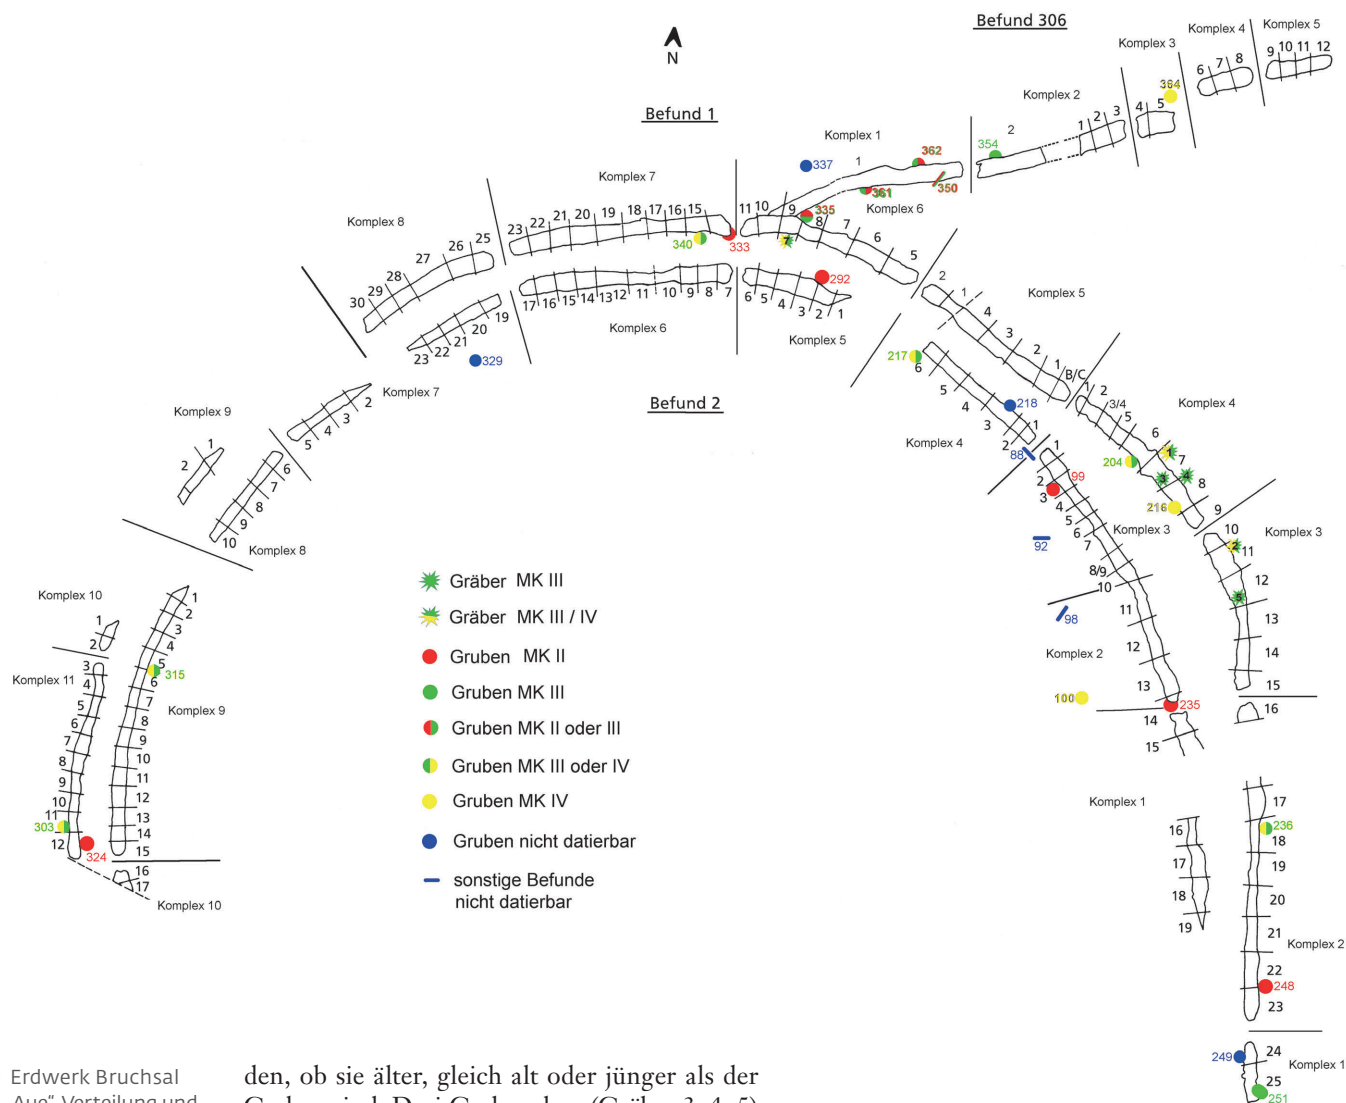 Befund 306
Komplex 5
Komplex 4
Komplex 3
9 10 11 12
6 7 8
364
4 5
N
Komplex 2
1 2 3
Befund 1
2
354
Komplex 1
337
1
362
361
350
Komplex 7
Komplex 6
11 10 9 335 8 7 6 5
23 22 21 20 19 18 17 16 15
340
333
7
Komplex 8
30 29 28 27 26 25
292
17 16 15 14 13 12 11 10 9 8 7
6 5 4 3 2 1
Komplex 6
Komplex 5
Komplex 5
2 1 4 3 2 1 B/C
23 22 21 20 19
329
217
6 5 4 3 2 1
218
Komplex 7
Befund 2
Komplex 4
88
Komplex 4
1 2 3/4 5 6 7 8 9
204
1
3
4
216
Komplex 9
1
2
5 4 3 2
6
7
8
9
10
Komplex 8
1
2
3
99
4
5
6
7
8/9
10
11
12
13
Komplex 3
92
98
Komplex 2
100
235
14
15
Komplex 3
10
2
11
12
5
13
14
15
16
Komplex 10
1
2
Komplex 11
3
4
5
6
7
8
9
10
11
303
12
324
1
2
3
4
5
315
6
7
8
9
10
11
12
13
14
15
16
17
Komplex 9
Komplex 10
Gräber MK III
Gräber MK III / IV
Gruben MK II
Gruben MK III
Gruben MK II oder III
Gruben MK III oder IV
Gruben MK IV
Gruben nicht datierbar
sonstige Befunde
nicht datierbar
Komplex 1
16
17
18
19
17
236
18
19
20
21
Komplex 2
22
248
23
249
24
Komplex 1
25
251
Erdwerk Bruchsal
„Aue“ Verteilung und
den, ob sie älter, gleich alt oder jünger als der